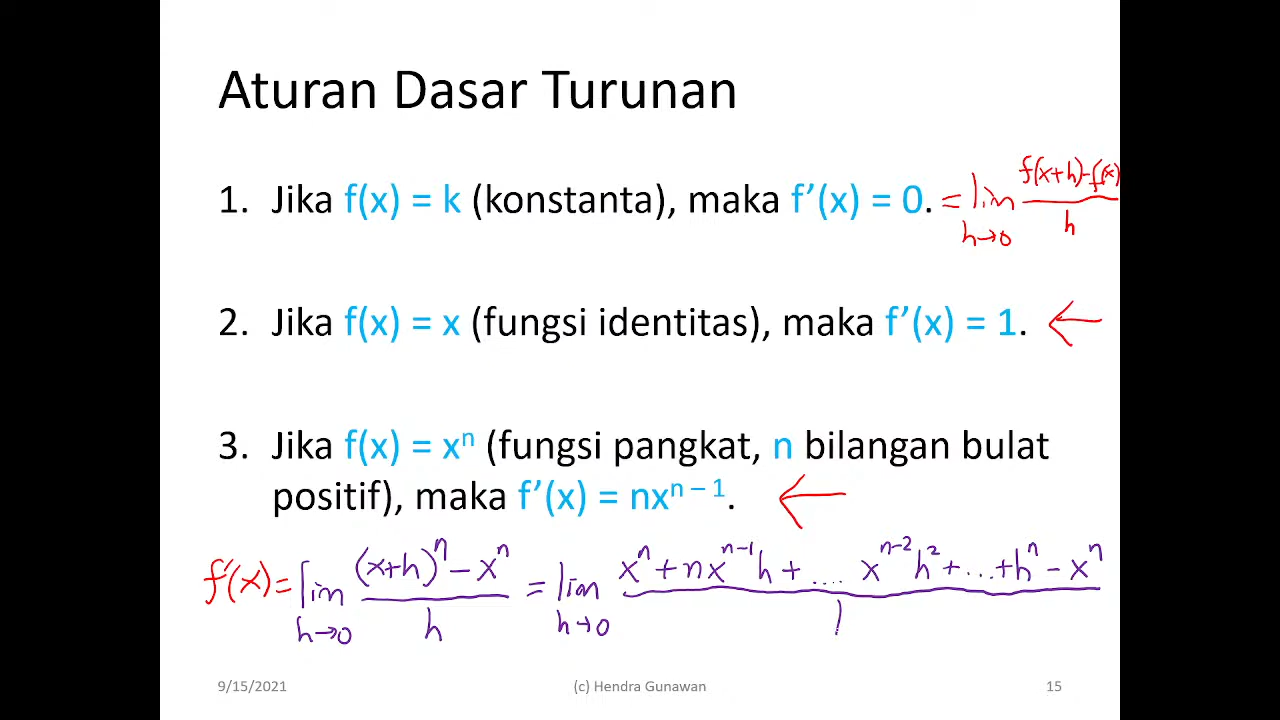 Aturan Dasar Turunan
1. Jika f(x) = k (konstanta), maka f’(x) = 0. = lim h→0 f(x+h)-f(x) / h
2. Jika f(x) = x (fungsi identitas), maka f’(x) = 1. ←
3. Jika f(x) = xⁿ (fungsi pangkat, n bilangan bulat
positif), maka f’(x) = nxⁿ ⁻ ¹. ←
f'(x) = lim h→0 (x+h)ⁿ - xⁿ / h = lim h→0 xⁿ + nxⁿ⁻¹h + .... xⁿ⁻²h² + ... + hⁿ - xⁿ
9/15/2021 (c) Hendra Gunawan 15